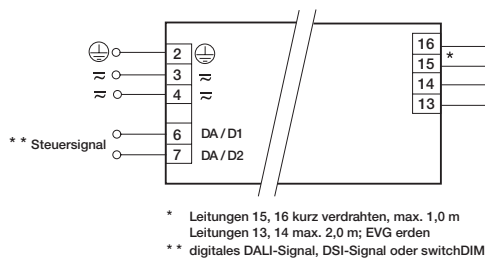 2
3
4
6 DA / D1
7 DA / D2
* * Steuersignal
16
15 *
14
13
* Leitungen 15, 16 kurz verdrahten, max. 1,0 m
Leitungen 13, 14 max. 2,0 m; EVG erden
* * digitales DALI-Signal, DSI-Signal oder switchDIM